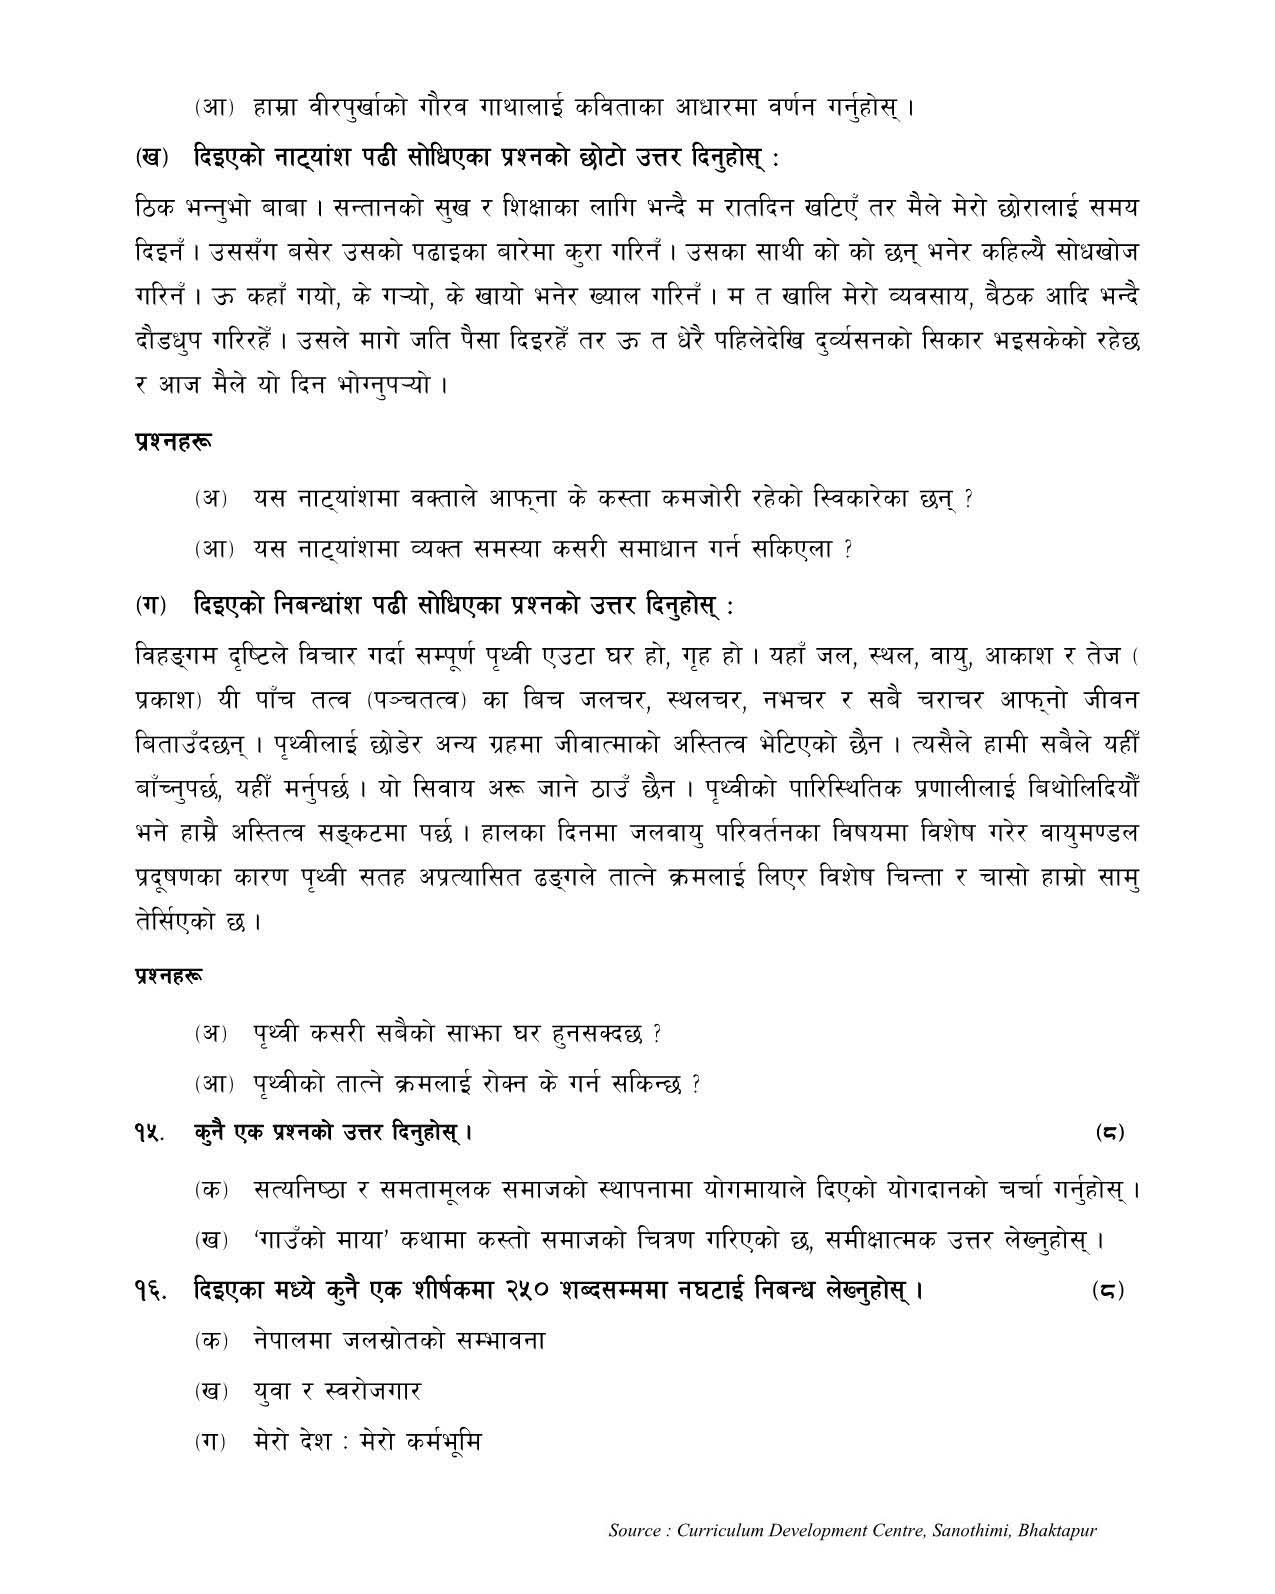 (आ) हाम्रा वीरपुर्खाको गौरव गाथालाई कविताका आधारमा वर्णन गर्नुहोस् ।
(ख) दिइएको नाट्यांश पढी सोधिएका प्रश्नको छोटो उत्तर दिनुहोस् :
ठिक भन्नुभो बाबा । सन्तानको सुख र शिक्षाका लागि भन्दै म रातदिन खटिएँ तर मैले मेरो छोरालाई समय
दिइनँ । उससँग बसेर उसको पढाइका बारेमा कुरा गरिनँ । उसका साथी को को छन् भनेर कहिल्यै सोधखोज
गरिनँ । ऊ कहाँ गयो, के गऱ्यो, के खायो भनेर ख्याल गरिनँ । म त खालि मेरो व्यवसाय, बैठक आदि भन्दै
दौडधुप गरिरहेँ । उसले मागे जति पैसा दिइरहेँ तर ऊ त धेरै पहिलेदेखि दुर्व्यसनको सिकार भइसकेको रहेछ
र आज मैले यो दिन भोग्नुपऱ्यो ।
प्रश्नहरू
(अ) यस नाट्यांशमा वक्ताले आफ्ना के कस्ता कमजोरी रहेको स्विकारेका छन् ?
(आ) यस नाट्यांशमा व्यक्त समस्या कसरी समाधान गर्न सकिएला ?
(ग) दिइएको निबन्धांश पढी सोधिएका प्रश्नको उत्तर दिनुहोस् :
विहङ्गम दृष्टिले विचार गर्दा सम्पूर्ण पृथ्वी एउटा घर हो, गृह हो । यहाँ जल, स्थल, वायु, आकाश र तेज (
प्रकाश) यी पाँच तत्व (पञ्चतत्व) का बिच जलचर, स्थलचर, नभचर र सबै चराचर आफ्नो जीवन
बिताउँदछन् । पृथ्वीलाई छोडेर अन्य ग्रहमा जीवात्माको अस्तित्व भेटिएको छैन । त्यसैले हामी सबैले यहीँ
बाँच्नुपर्छ, यहीँ मर्नुपर्छ । यो सिवाय अरू जाने ठाउँ छैन । पृथ्वीको पारिस्थितिक प्रणालीलाई बिथोलिदियौँ
भने हाम्रै अस्तित्व सङ्कटमा पर्छ । हालका दिनमा जलवायु परिवर्तनका विषयमा विशेष गरेर वायुमण्डल
प्रदूषणका कारण पृथ्वी सतह अप्रत्यासित ढङ्गले तात्ने क्रमलाई लिएर विशेष चिन्ता र चासो हाम्रो सामु
तेर्सिएको छ ।
प्रश्नहरू
(अ) पृथ्वी कसरी सबैको साझा घर हुनसक्दछ ?
(आ) पृथ्वीको तात्ने क्रमलाई रोक्न के गर्न सकिन्छ ?
१५. कुनै एक प्रश्नको उत्तर दिनुहोस् । (८)
(क) सत्यनिष्ठा र समतामूलक समाजको स्थापनामा योगमायाले दिएको योगदानको चर्चा गर्नुहोस् ।
(ख) ‘गाउँको माया’ कथामा कस्तो समाजको चित्रण गरिएको छ, समीक्षात्मक उत्तर लेख्नुहोस् ।
१६. दिइएका मध्ये कुनै एक शीर्षकमा २५० शब्दसम्ममा नघटाई निबन्ध लेख्नुहोस् । (८)
(क) नेपालमा जलस्रोतको सम्भावना
(ख) युवा र स्वरोजगार
(ग) मेरो देश : मेरो कर्मभूमि
Source : Curriculum Development Centre, Sanothimi, Bhaktapur